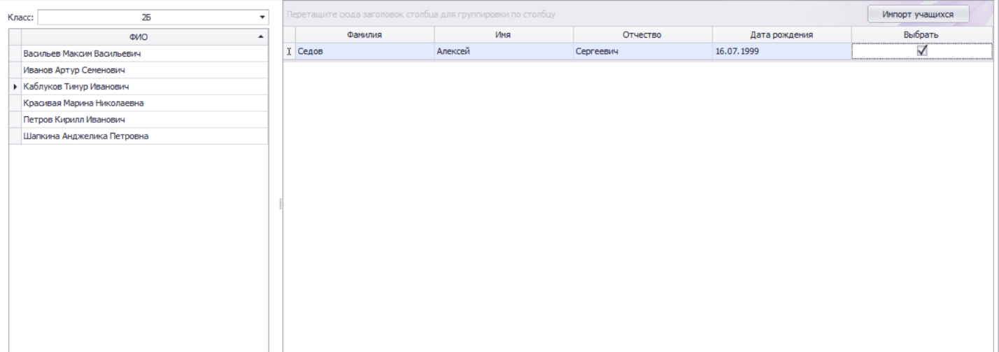 Класс: 2Б
ФИО
Васильев Максим Васильевич
Иванов Артур Семенович
Каблуков Тимур Иванович
Красивая Марина Николаевна
Петров Кирилл Иванович
Шапкина Анджелика Петровна
Перетащите сюда заголовок столбца для группировки по столбцу Импорт учащихся
Фамилия Имя Отчество Дата рождения Выбрать
Седов Алексей Сергеевич 16.07.1999